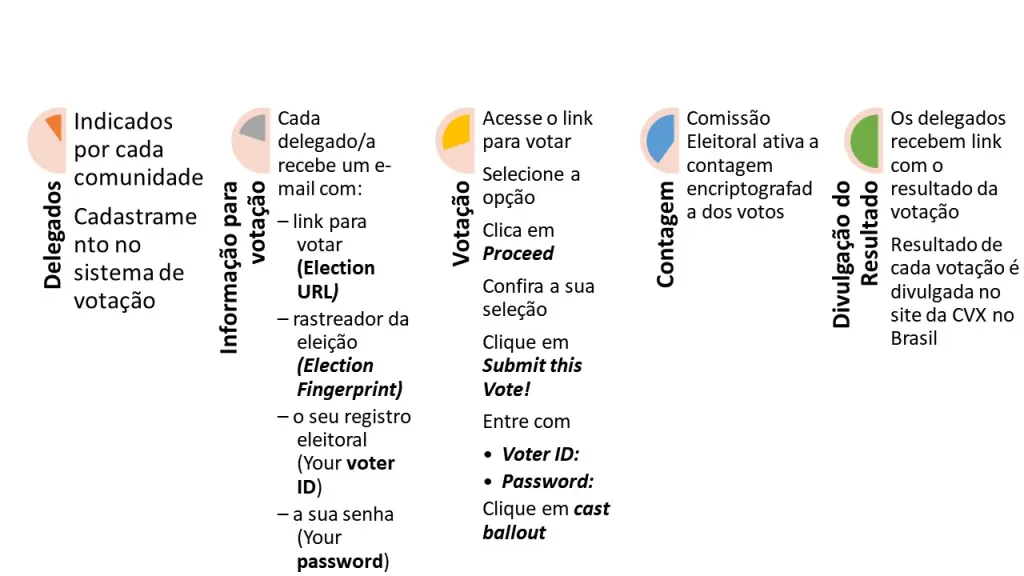 Delegados
Indicados
por cada
comunidade
Cadastrame
nto no
sistema de
votação
Informação para
votação
Cada
delegado/a
recebe um e-
mail com:
– link para
votar
(Election
URL)
– rastreador da
eleição
(Election
Fingerprint)
– o seu registro
eleitoral
(Your voter
ID)
– a sua senha
(Your
password)
Votação
Acesse o link
para votar
Selecione a
opção
Clica em
Proceed
Confira a sua
seleção
Clique em
Submit this
Vote!
Entre com
• Voter ID:
• Password:
Clique em cast
ballout
Contagem
Comissão
Eleitoral ativa a
contagem
encriptografad
a dos votos
Divulgação do
Resultado
Os delegados
recebem link
com o
resultado da
votação
Resultado de
cada votação é
divulgada no
site da CVX no
Brasil